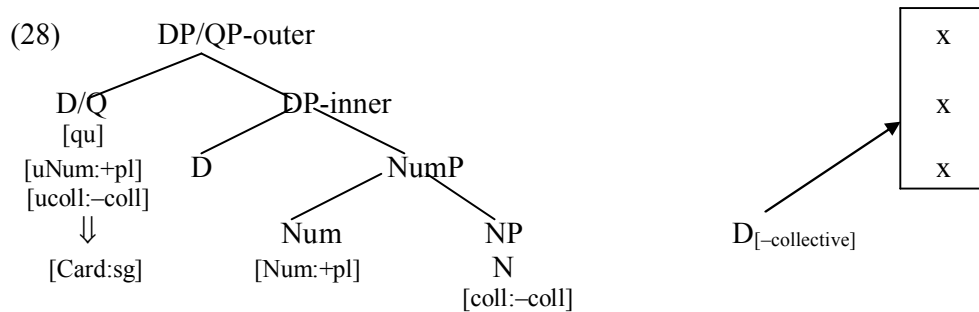 (28) DP/QP-outer
x
D/Q DP-inner x
[qu]
[uNum:+pl] D NumP x
[ucoll:–coll]
⇓ Num NP D[–collective]
[Card:sg] [Num:+pl] N
[coll:–coll]